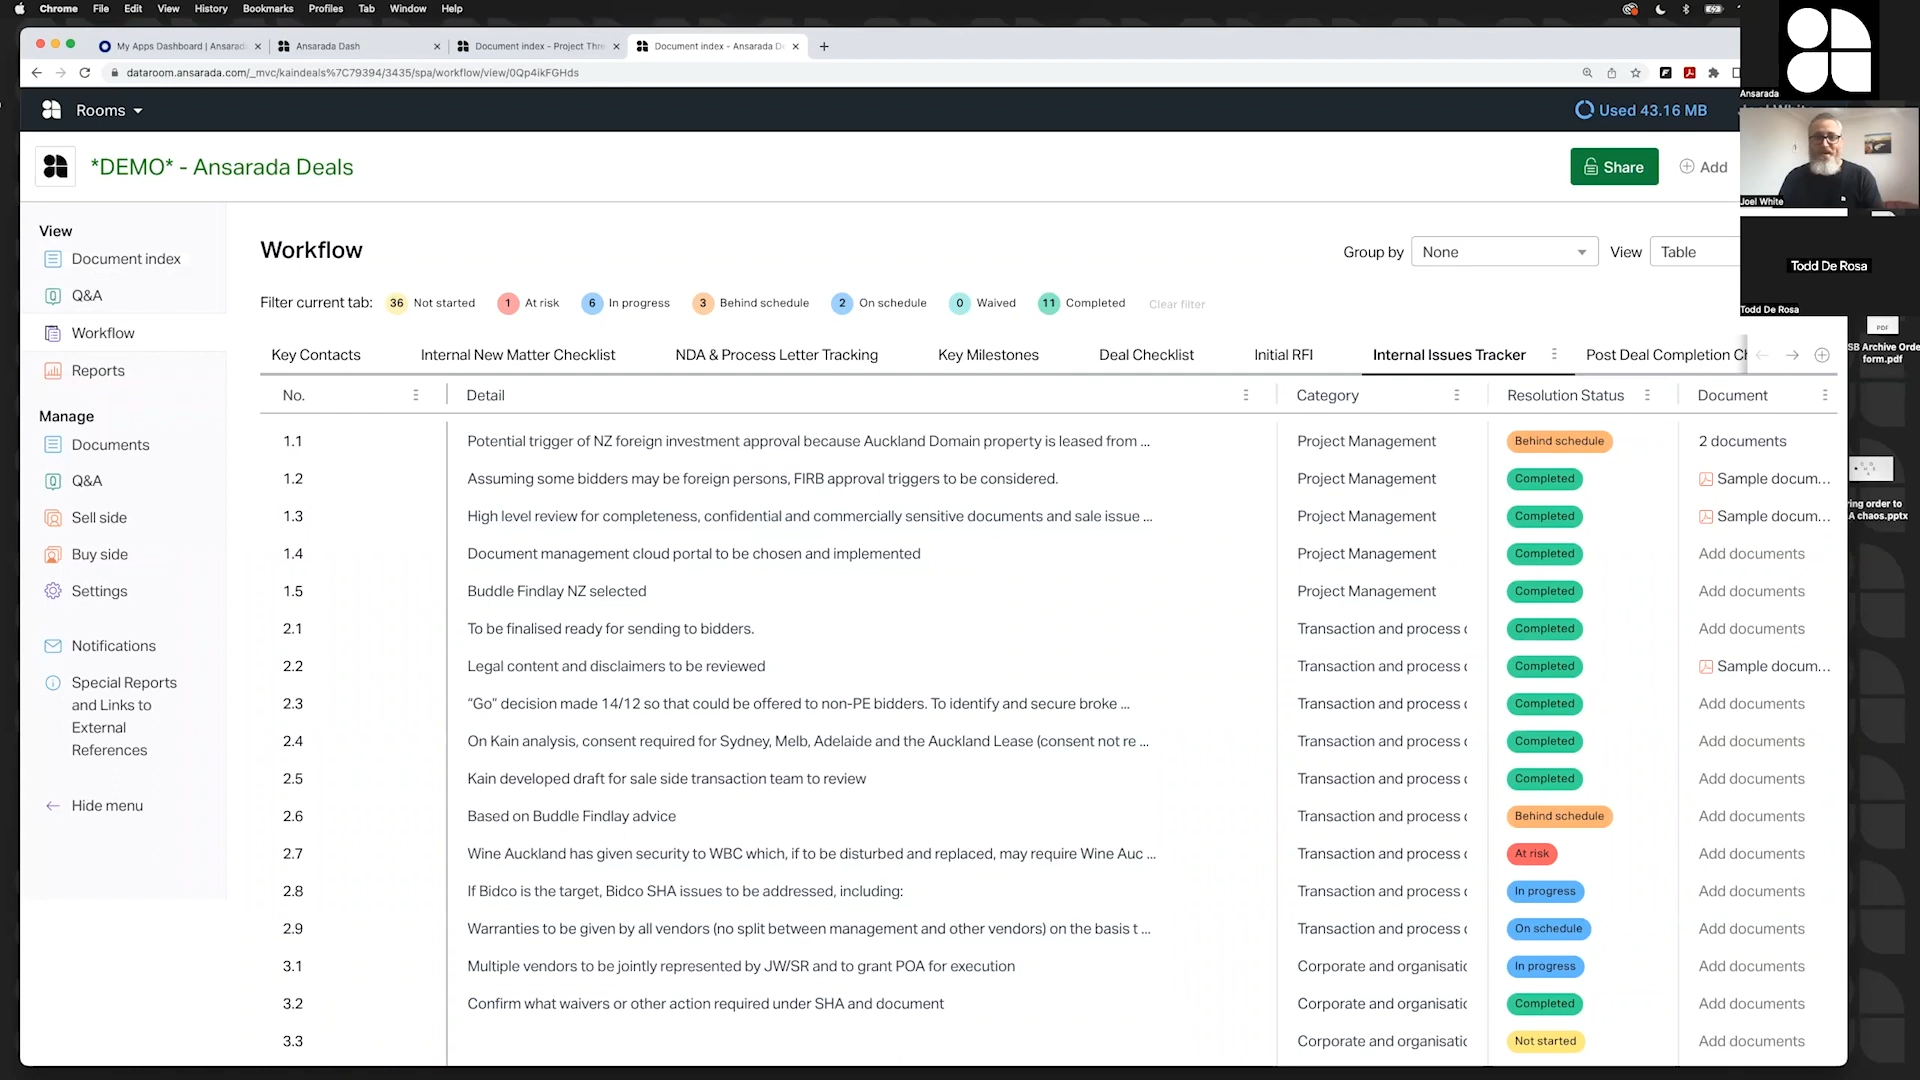 Chrome File Edit View History Bookmarks Profiles Tab Window Help
My Apps Dashboard | Ansarad
Ansarada Dash
Document index - Project Thre
Document index - Ansarada De
dataroom.ansarada.com/_mvc/kaindeals%7C79394/3435/spa/workflow/view/0Qp4ikFGHds
Rooms
Used 43.16 MB
Ansarada
*DEMO* - Ansarada Deals
Share
Add
Joel White
Todd De Rosa
Todd De Rosa
View
Document index
Q&A
Workflow
Reports
Manage
Documents
Q&A
Sell side
Buy side
Settings
Notifications
Special Reports
and Links to
External
References
Hide menu
Workflow
Group by None View Table
Filter current tab: 36 Not started 1 At risk 6 In progress 3 Behind schedule 2 On schedule 0 Waived 11 Completed Clear filter
Key Contacts Internal New Matter Checklist NDA & Process Letter Tracking Key Milestones Deal Checklist Initial RFI Internal Issues Tracker Post Deal Completion Ch
No. Detail Category Resolution Status Document
1.1 Potential trigger of NZ foreign investment approval because Auckland Domain property is leased from ... Project Management Behind schedule 2 documents
1.2 Assuming some bidders may be foreign persons, FIRB approval triggers to be considered. Project Management Completed Sample docum...
1.3 High level review for completeness, confidential and commercially sensitive documents and sale issue ... Project Management Completed Sample docum...
1.4 Document management cloud portal to be chosen and implemented Project Management Completed Add documents
1.5 Buddle Findlay NZ selected Project Management Completed Add documents
2.1 To be finalised ready for sending to bidders. Transaction and process Completed Add documents
2.2 Legal content and disclaimers to be reviewed Transaction and process Completed Sample docum...
2.3 “Go” decision made 14/12 so that could be offered to non-PE bidders. To identify and secure broke ... Transaction and process Completed Add documents
2.4 On Kain analysis, consent required for Sydney, Melb, Adelaide and the Auckland Lease (consent not re ... Transaction and process Completed Add documents
2.5 Kain developed draft for sale side transaction team to review Transaction and process Completed Add documents
2.6 Based on Buddle Findlay advice Transaction and process Behind schedule Add documents
2.7 Wine Auckland has given security to WBC which, if to be disturbed and replaced, may require Wine Auc ... Transaction and process At risk Add documents
2.8 If Bidco is the target, Bidco SHA issues to be addressed, including: Transaction and process In progress Add documents
2.9 Warranties to be given by all vendors (no split between management and other vendors) on the basis t ... Transaction and process On schedule Add documents
3.1 Multiple vendors to be jointly represented by JW/SR and to grant POA for execution Corporate and organisatic In progress Add documents
3.2 Confirm what waivers or other action required under SHA and document Corporate and organisatic Completed Add documents
3.3 Corporate and organisatic Not started Add documents
PDF
SB Archive Orde
form.pdf
ring order to
A chaos.pptx